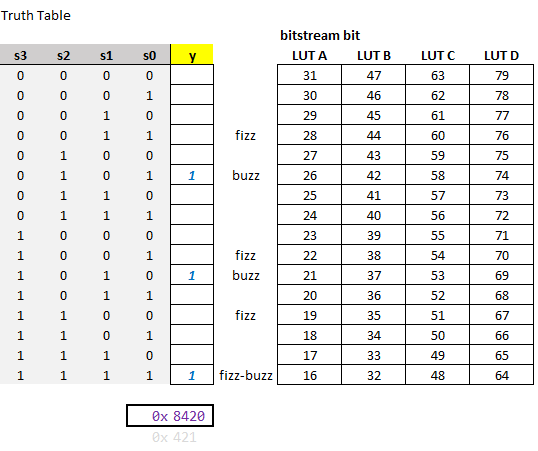 Truth Table
bitstream bit
s3 s2 s1 s0 y LUT A LUT B LUT C LUT D
0 0 0 0 31 47 63 79
0 0 0 1 30 46 62 78
0 0 1 0 29 45 61 77
0 0 1 1 fizz 28 44 60 76
0 1 0 0 27 43 59 75
0 1 0 1 1 buzz 26 42 58 74
0 1 1 0 25 41 57 73
0 1 1 1 24 40 56 72
1 0 0 0 23 39 55 71
1 0 0 1 fizz 22 38 54 70
1 0 1 0 1 buzz 21 37 53 69
1 0 1 1 20 36 52 68
1 1 0 0 fizz 19 35 51 67
1 1 0 1 18 34 50 66
1 1 1 0 17 33 49 65
1 1 1 1 1 fizz-buzz 16 32 48 64
0x 8420
0x 421